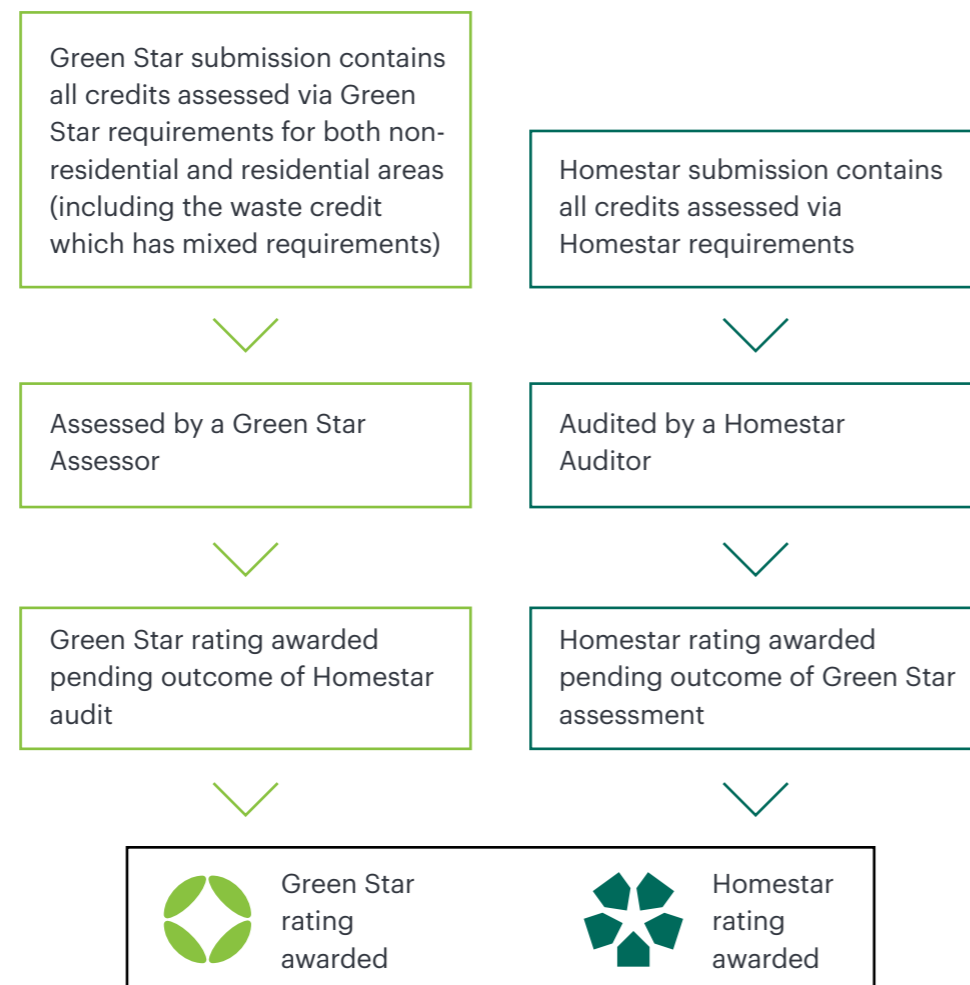 Green Star submission contains
all credits assessed via Green
Star requirements for both non-
residential and residential areas
(including the waste credit
which has mixed requirements)
Homestar submission contains
all credits assessed via
Homestar requirements
Assessed by a Green Star
Assessor
Audited by a Homestar
Auditor
Green Star rating awarded
pending outcome of Homestar
audit
Homestar rating awarded
pending outcome of Green Star
assessment
Green Star
rating
awarded
Homestar
rating
awarded